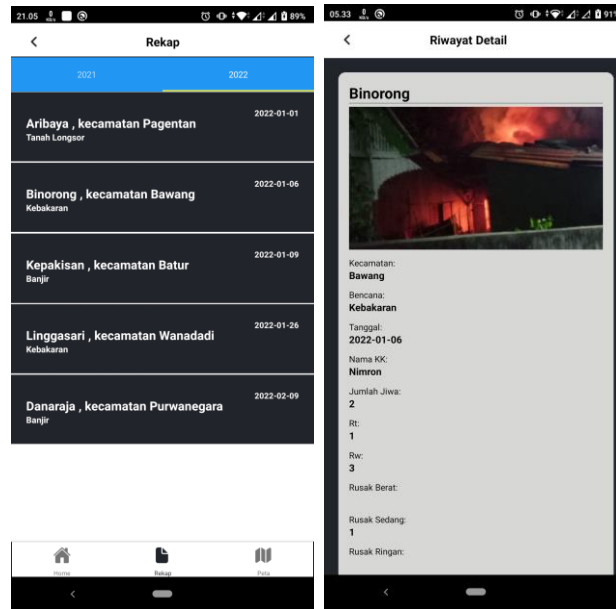 21.05
89%
Rekap
2021
2022
Aribaya , kecamatan Pagentan
2022-01-01
Tanah Longsor
Binorong , kecamatan Bawang
2022-01-06
Kebakaran
Kepakisan , kecamatan Batur
2022-01-09
Banjir
Linggasari , kecamatan Wanadadi
2022-01-26
Kebakaran
Danaraja , kecamatan Purwanegara
2022-02-09
Banjir
Home
Rekap
Peta
05.33
Riwayat Detail
Binorong
Kecamatan:
Bawang
Bencana:
Kebakaran
Tanggal:
2022-01-06
Nama KK:
Nimron
Jumlah Jiwa:
2
Rt:
1
Rw:
3
Rusak Berat:
Rusak Sedang:
1
Rusak Ringan: